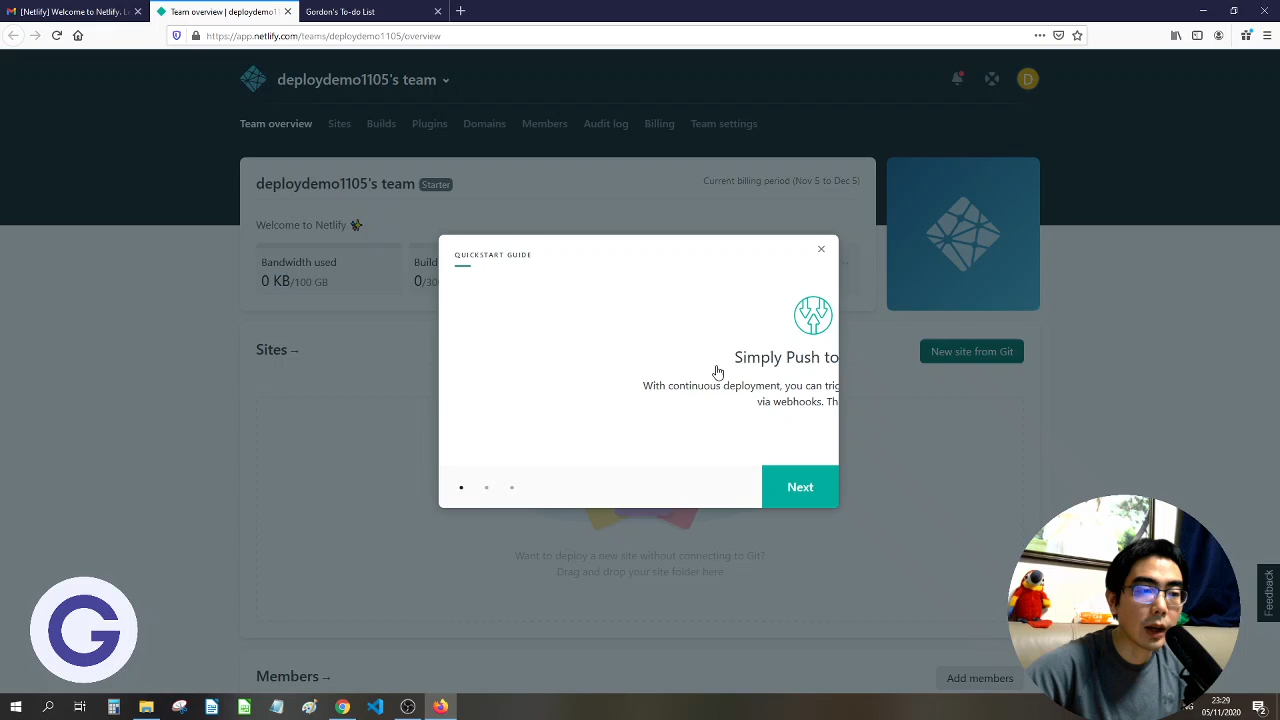 [Netlify] Welcome to Netlify. L
Team overview | deploydemo1105
Gordon's To-do List
https://app.netlify.com/teams/deploydemo1105/overview
deploydemo1105's team
D
Team overview
Sites
Builds
Plugins
Domains
Members
Audit log
Billing
Team settings
deploydemo1105's team Starter
Current billing period (Nov 5 to Dec 5)
Welcome to Netlify
Bandwidth used
0 KB/100 GB
Build
0/30
QUICKSTART GUIDE
Simply Push to
With continuous deployment, you can trig
via webhooks. Th
Next
Sites →
New site from Git
Want to deploy a new site without connecting to Git?
Drag and drop your site folder here
Feedback
Members →
Add members
G
23:29
05/11/2020
2